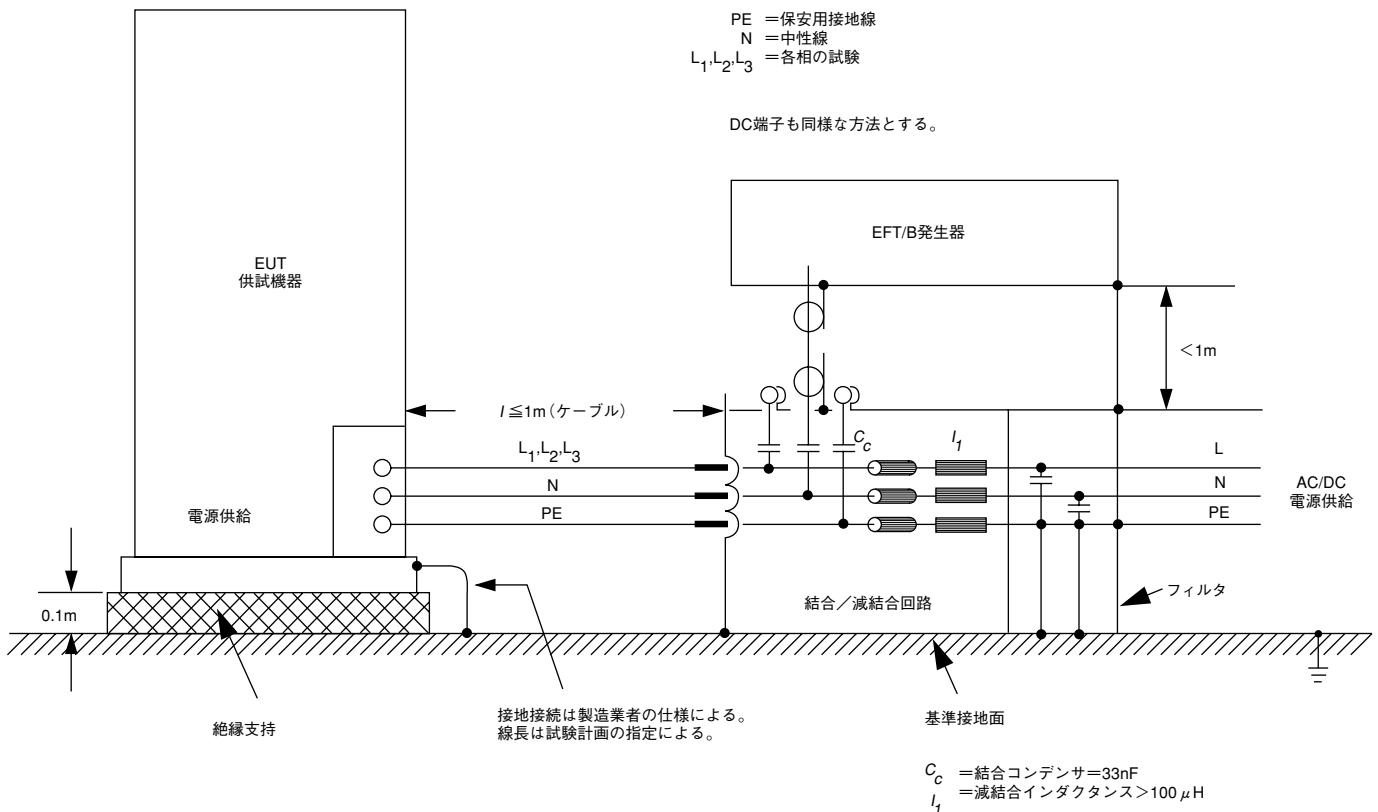 PE =保安用接地線
N =中性線
L1,L2,L3 =各相の試験
DC端子も同様な方法とする。
EFT/B発生器
EUT
供試機器
<1m
l≦1m(ケーブル)
Cc
l1
L1,L2,L3
L
N
N
AC/DC
電源供給
PE
PE
電源供給
0.1m
結合/減結合回路
フィルタ
絶縁支持
接地接続は製造業者の仕様による。
線長は試験計画の指定による。
基準接地面
Cc =結合コンデンサ=33nF
l1 =減結合インダクタンス>100μH